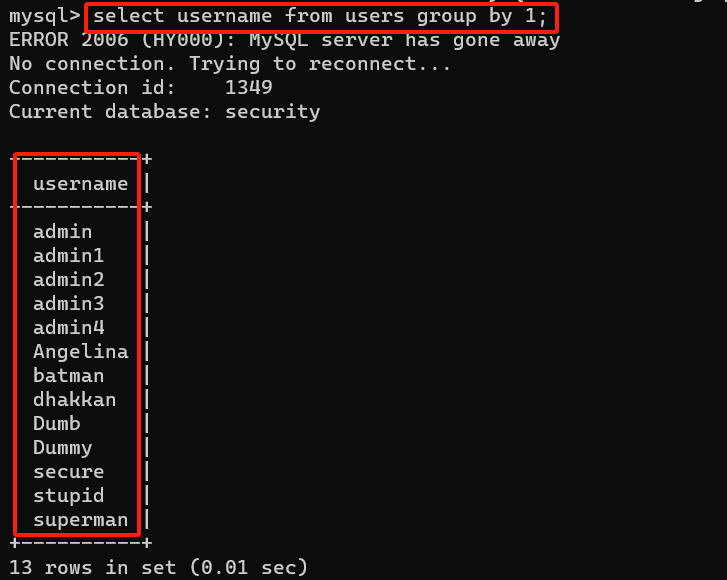 mysql> select username from users group by 1;
ERROR 2006 (HY000): MySQL server has gone away
No connection. Trying to reconnect...
Connection id:    1349
Current database: security
+----------+
| username |
+----------+
| admin    |
| admin1   |
| admin2   |
| admin3   |
| admin4   |
| Angelina |
| batman   |
| dhakkan  |
| Dumb     |
| Dummy    |
| secure   |
| stupid   |
| superman |
+----------+
13 rows in set (0.01 sec)